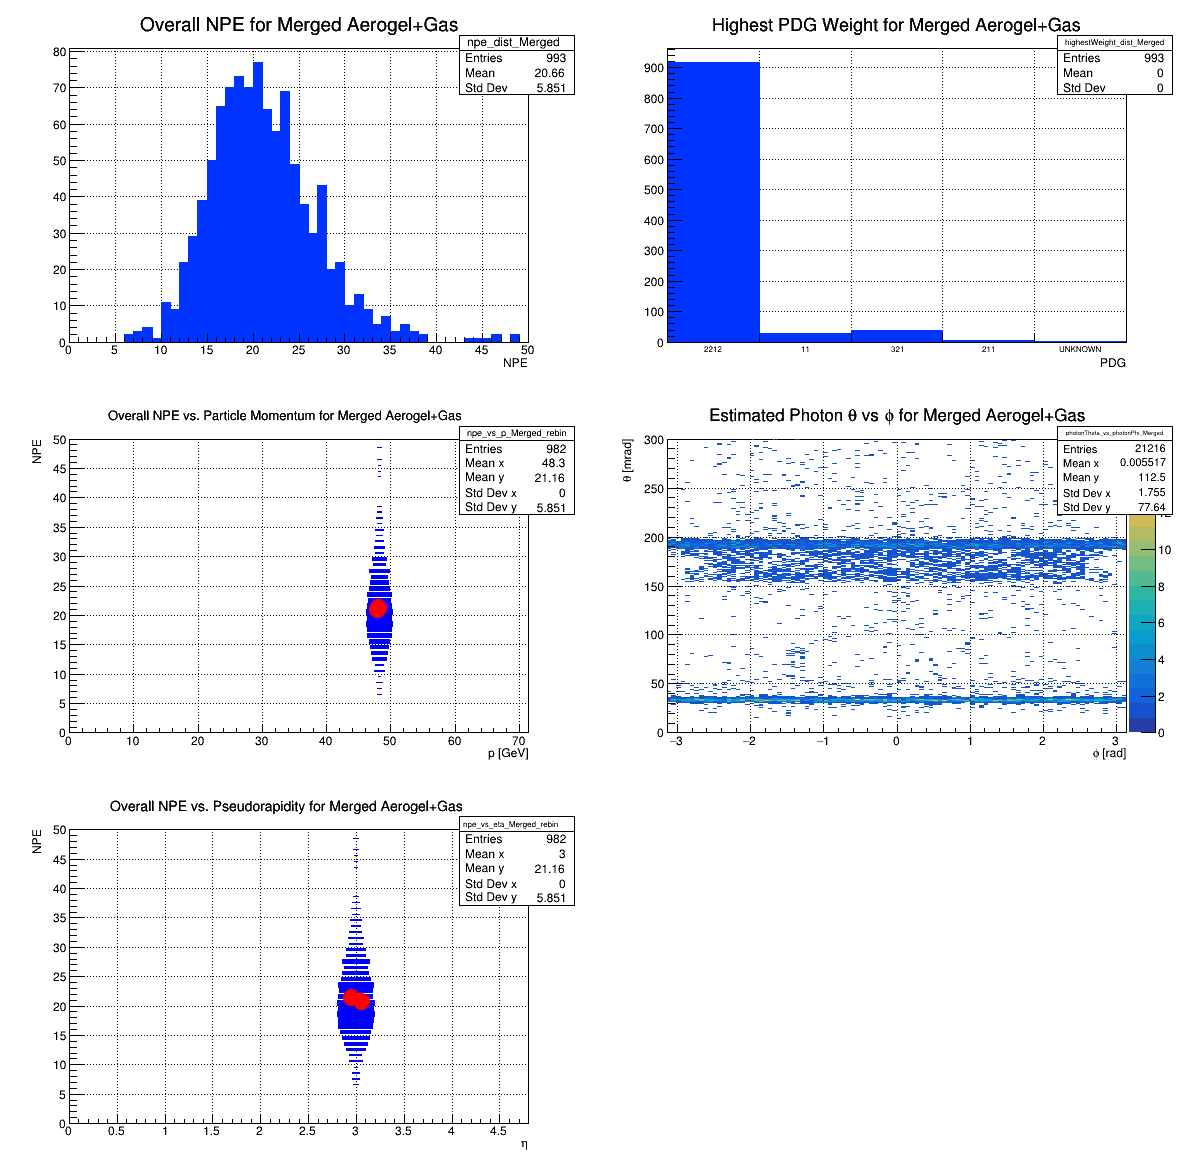 Overall NPE for Merged Aerogel+Gas
npe_dist_Merged
Entries 993
Mean 20.66
Std Dev 5.851
80
70
60
50
40
30
20
10
0
0 5 10 15 20 25 30 35 40 45 50
NPE
Highest PDG Weight for Merged Aerogel+Gas
highestWeight_dist_Merged
Entries 993
Mean 0
Std Dev 0
900
800
700
600
500
400
300
200
100
0
2212 11 321 211 UNKNOWN
PDG
Overall NPE vs. Particle Momentum for Merged Aerogel+Gas
npe_vs_p_Merged_rebin
Entries 982
Mean x 48.3
Mean y 21.16
Std Dev x 0
Std Dev y 5.851
NPE
50
45
40
35
30
25
20
15
10
5
0
0 10 20 30 40 50 60 70
p [GeV]
Estimated Photon θ vs ϕ for Merged Aerogel+Gas
photonTheta_vs_photonPhi_Merged
Entries 21216
Mean x 0.005517
Mean y 112.5
Std Dev x 1.755
Std Dev y 77.64
θ [mrad]
300
250
200
150
100
50
0
−3 −2 −1 0 1 2 3
ϕ [rad]
10
8
6
4
2
0
Overall NPE vs. Pseudorapidity for Merged Aerogel+Gas
npe_vs_eta_Merged_rebin
Entries 982
Mean x 3
Mean y 21.16
Std Dev x 0
Std Dev y 5.851
NPE
50
45
40
35
30
25
20
15
10
5
0
0 0.5 1 1.5 2 2.5 3 3.5 4 4.5
η